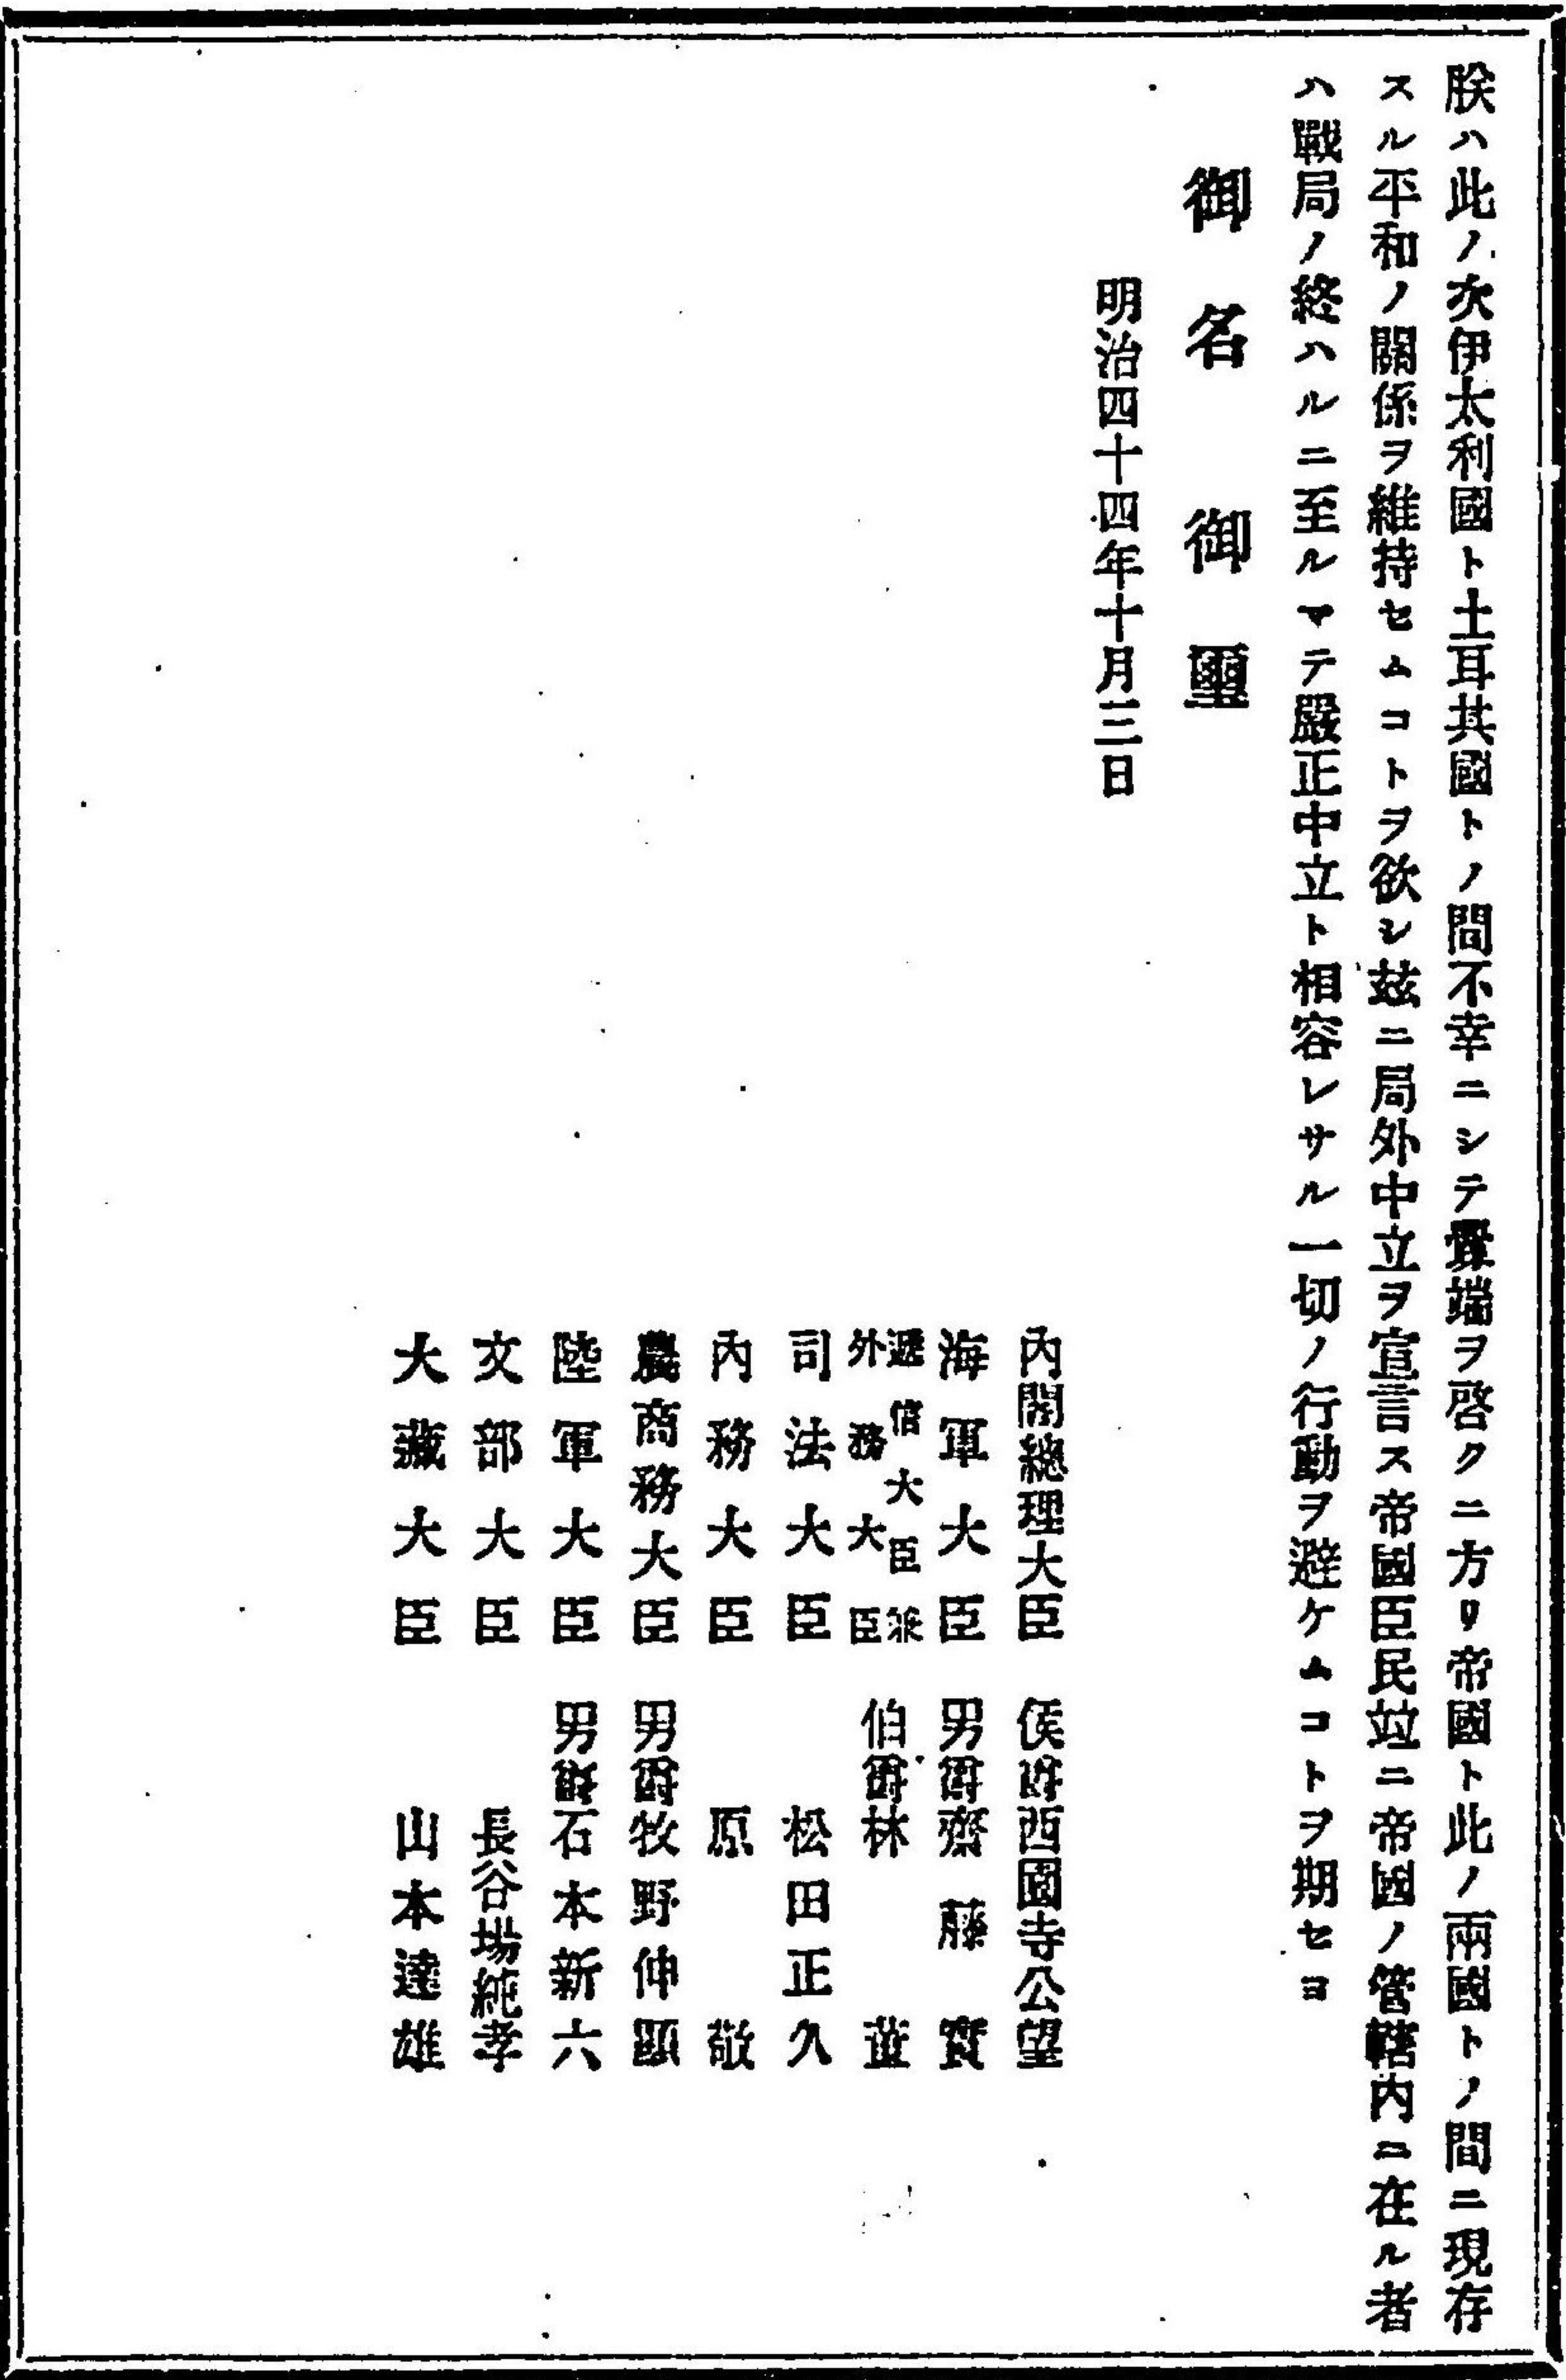 朕ハ此ノ次伊太利國ト土耳其國トノ間不幸ニシテ釁端ヲ啓クニ方リ帝國ト此ノ兩國トノ間ニ現存
スル平和ノ關係ヲ維持セムコトヲ欲シ玆ニ局外中立ヲ宣言ス帝國臣民竝ニ帝國ノ管轄內ニ在ル者
ハ戰局ノ終ハルニ至ルマテ嚴正中立ト相容レサル一切ノ行動ヲ避ケムコトヲ期セヨ
御名御璽
明治四十四年十月三日
內閣總理大臣 侯爵西園寺公望
海軍大臣 男爵齋藤實
遞信大臣兼
外務大臣 伯爵林董
司法大臣 松田正久
內務大臣 原敬
農商務大臣 男爵牧野伸顯
陸軍大臣 男爵石本新六
文部大臣 長谷場純孝
大藏大臣 山本達雄